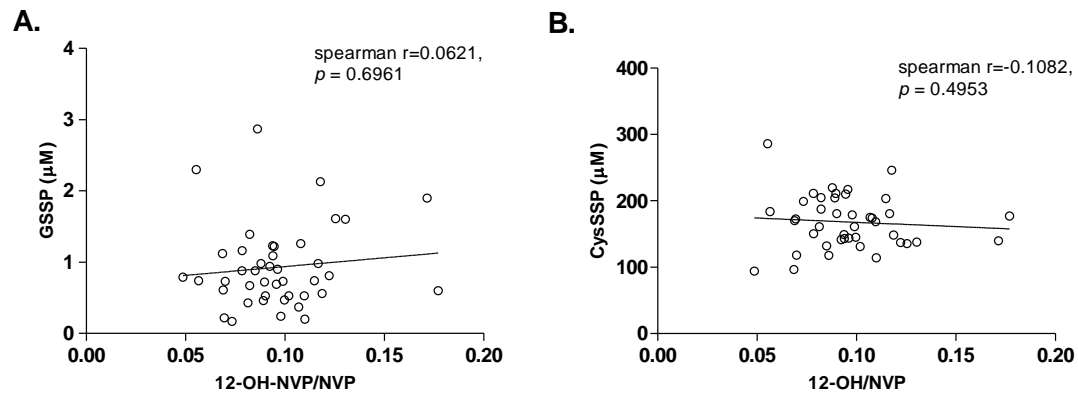 A.
spearman r=0.0621,
p = 0.6961
4
3
2
1
0
GSSP (µM)
0.00 0.05 0.10 0.15 0.20
12-OH-NVP/NVP
B.
spearman r=-0.1082,
p = 0.4953
400
300
200
100
0
CysSSP (µM)
0.00 0.05 0.10 0.15 0.20
12-OH/NVP